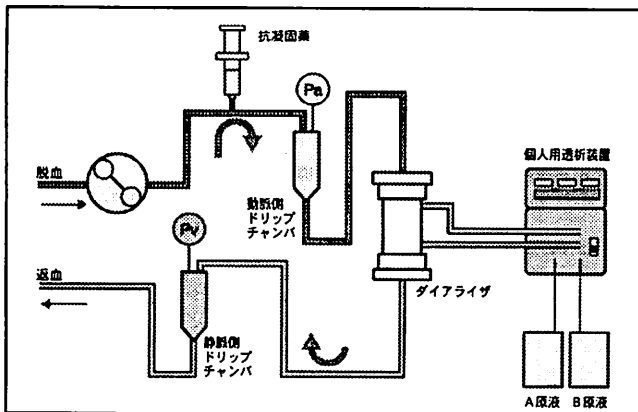 抗凝固薬
Pa
個人用透析装置
脱血
動脈側
ドリップ
チャンバ
Pv
返血
ダイアライザ
静脈側
ドリップ
チャンバ
A原液 B原液